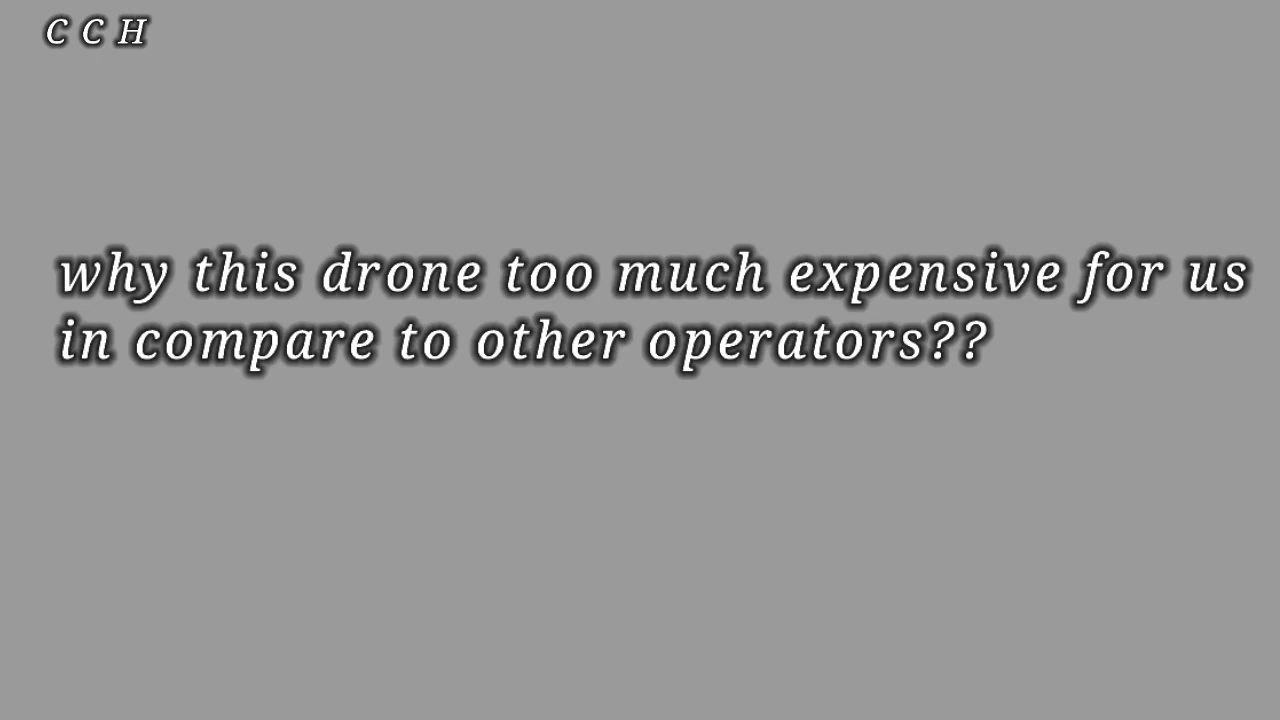 C C H
why this drone too much expensive for us
in compare to other operators??